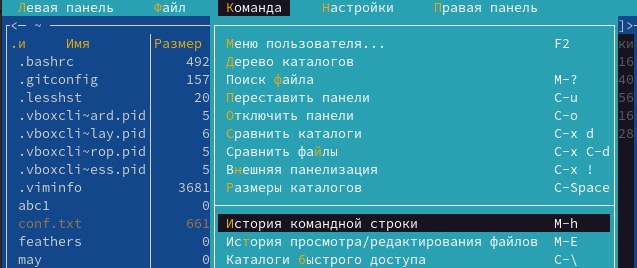 Левая панель Файл Команда Настройки Правая панель
<─ ~ ]>
.и Имя Размер Меню пользователя... F2 ки
.bashrc 492 Дерево каталогов 16
.gitconfig 157 Поиск файла M-? 40
.lesshst 20 Переставить панели C-u 56
.vboxcli~ard.pid 5 Отключить панели C-o 16
.vboxcli~lay.pid 6 Сравнить каталоги C-x d 28
.vboxcli~rop.pid 5 Сравнить файлы C-x C-d
.vboxcli~ess.pid 5 Внешняя панелизация C-x !
.viminfo 3681 Размеры каталогов C-Space
abc1 0
conf.txt 661 История командной строки M-h
feathers 0 История просмотра/редактирования файлов M-E
may 0 Каталоги быстрого доступа C-\